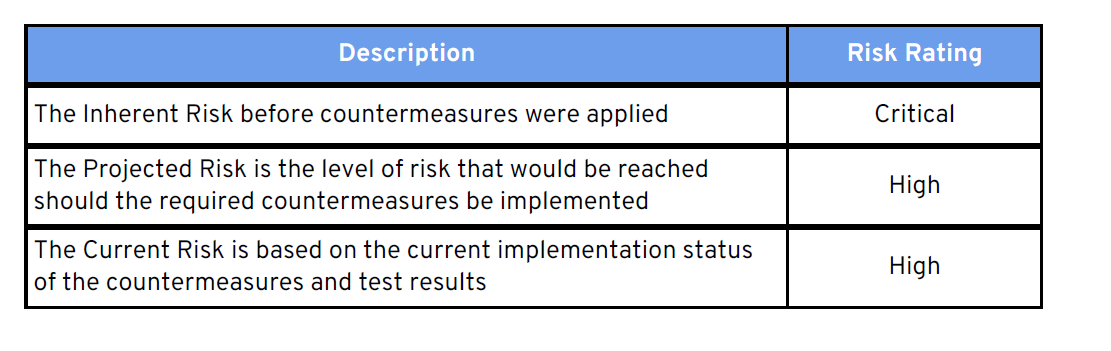 Description
Risk Rating
The Inherent Risk before countermeasures were applied
Critical
The Projected Risk is the level of risk that would be reached
should the required countermeasures be implemented
High
The Current Risk is based on the current implementation status
of the countermeasures and test results
High